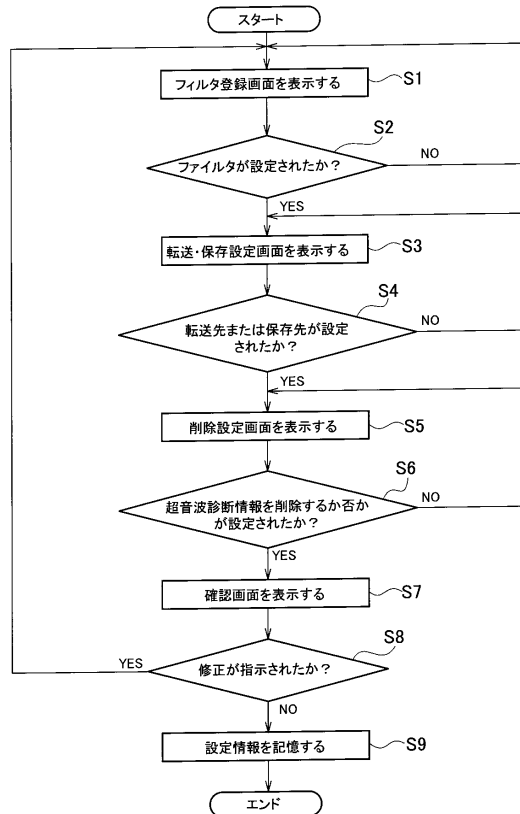 スタート
フィルタ登録画面を表示する
S1
S2
ファイルタが設定されたか？
NO
YES
転送・保存設定画面を表示する
S3
S4
転送先または保存先が設定
されたか？
NO
YES
削除設定画面を表示する
S5
S6
超音波診断情報を削除するか否か
が設定されたか？
NO
YES
確認画面を表示する
S7
S8
YES
修正が指示されたか？
NO
設定情報を記憶する
S9
エンド